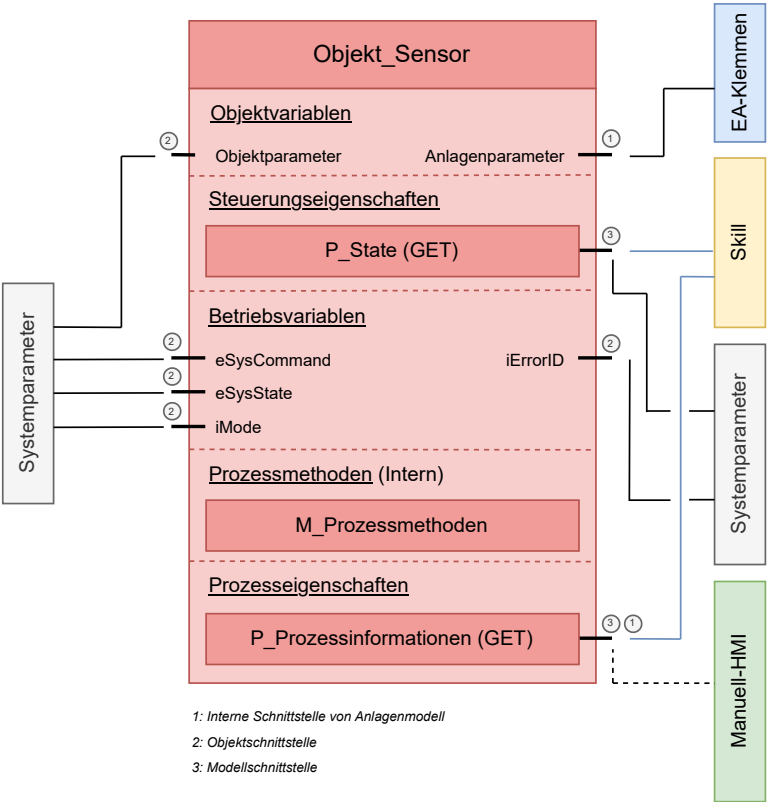 Objekt_Sensor
EA-Klemmen
Objektvariablen
2
1
Objektparameter
Anlagenparameter
Steuerungseigenschaften
3
P_State (GET)
Skill
Betriebsvariablen
Systemparameter
2
eSysCommand
iErrorID
2
2
eSysState
2
iMode
Systemparameter
Prozessmethoden (Intern)
M_Prozessmethoden
Prozesseigenschaften
3
1
P_Prozessinformationen (GET)
Manuell-HMI
1: Interne Schnittstelle von Anlagenmodell
2: Objektschnittstelle
3: Modellschnittstelle